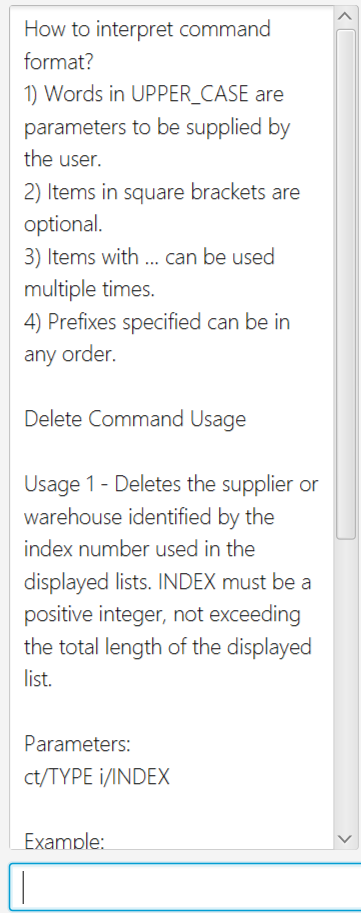 How to interpret command
format?
1) Words in UPPER_CASE are
parameters to be supplied by
the user.
2) Items in square brackets are
optional.
3) Items with ... can be used
multiple times.
4) Prefixes specified can be in
any order.
Delete Command Usage
Usage 1 - Deletes the supplier or
warehouse identified by the
index number used in the
displayed lists. INDEX must be a
positive integer, not exceeding
the total length of the displayed
list.
Parameters:
ct/TYPE i/INDEX
Example: